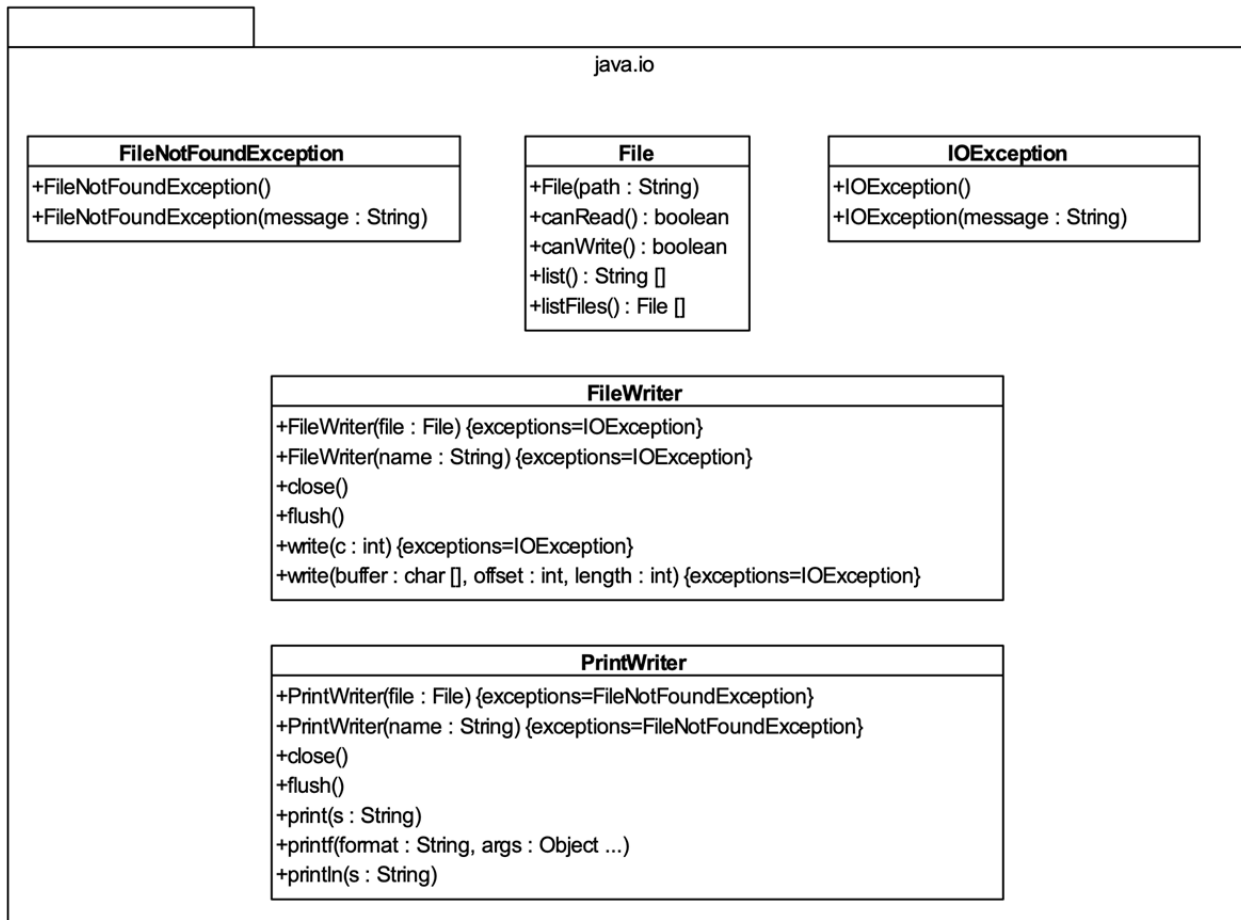 java.io
FileNotFoundException
+FileNotFoundException()
+FileNotFoundException(message : String)
File
+File(path : String)
+canRead() : boolean
+canWrite() : boolean
+list() : String []
+listFiles() : File []
IOException
+IOException()
+IOException(message : String)
FileWriter
+FileWriter(file : File) {exceptions=IOException}
+FileWriter(name : String) {exceptions=IOException}
+close()
+flush()
+write(c : int) {exceptions=IOException}
+write(buffer : char [], offset : int, length : int) {exceptions=IOException}
PrintWriter
+PrintWriter(file : File) {exceptions=FileNotFoundException}
+PrintWriter(name : String) {exceptions=FileNotFoundException}
+close()
+flush()
+print(s : String)
+printf(format : String, args : Object ...)
+println(s : String)